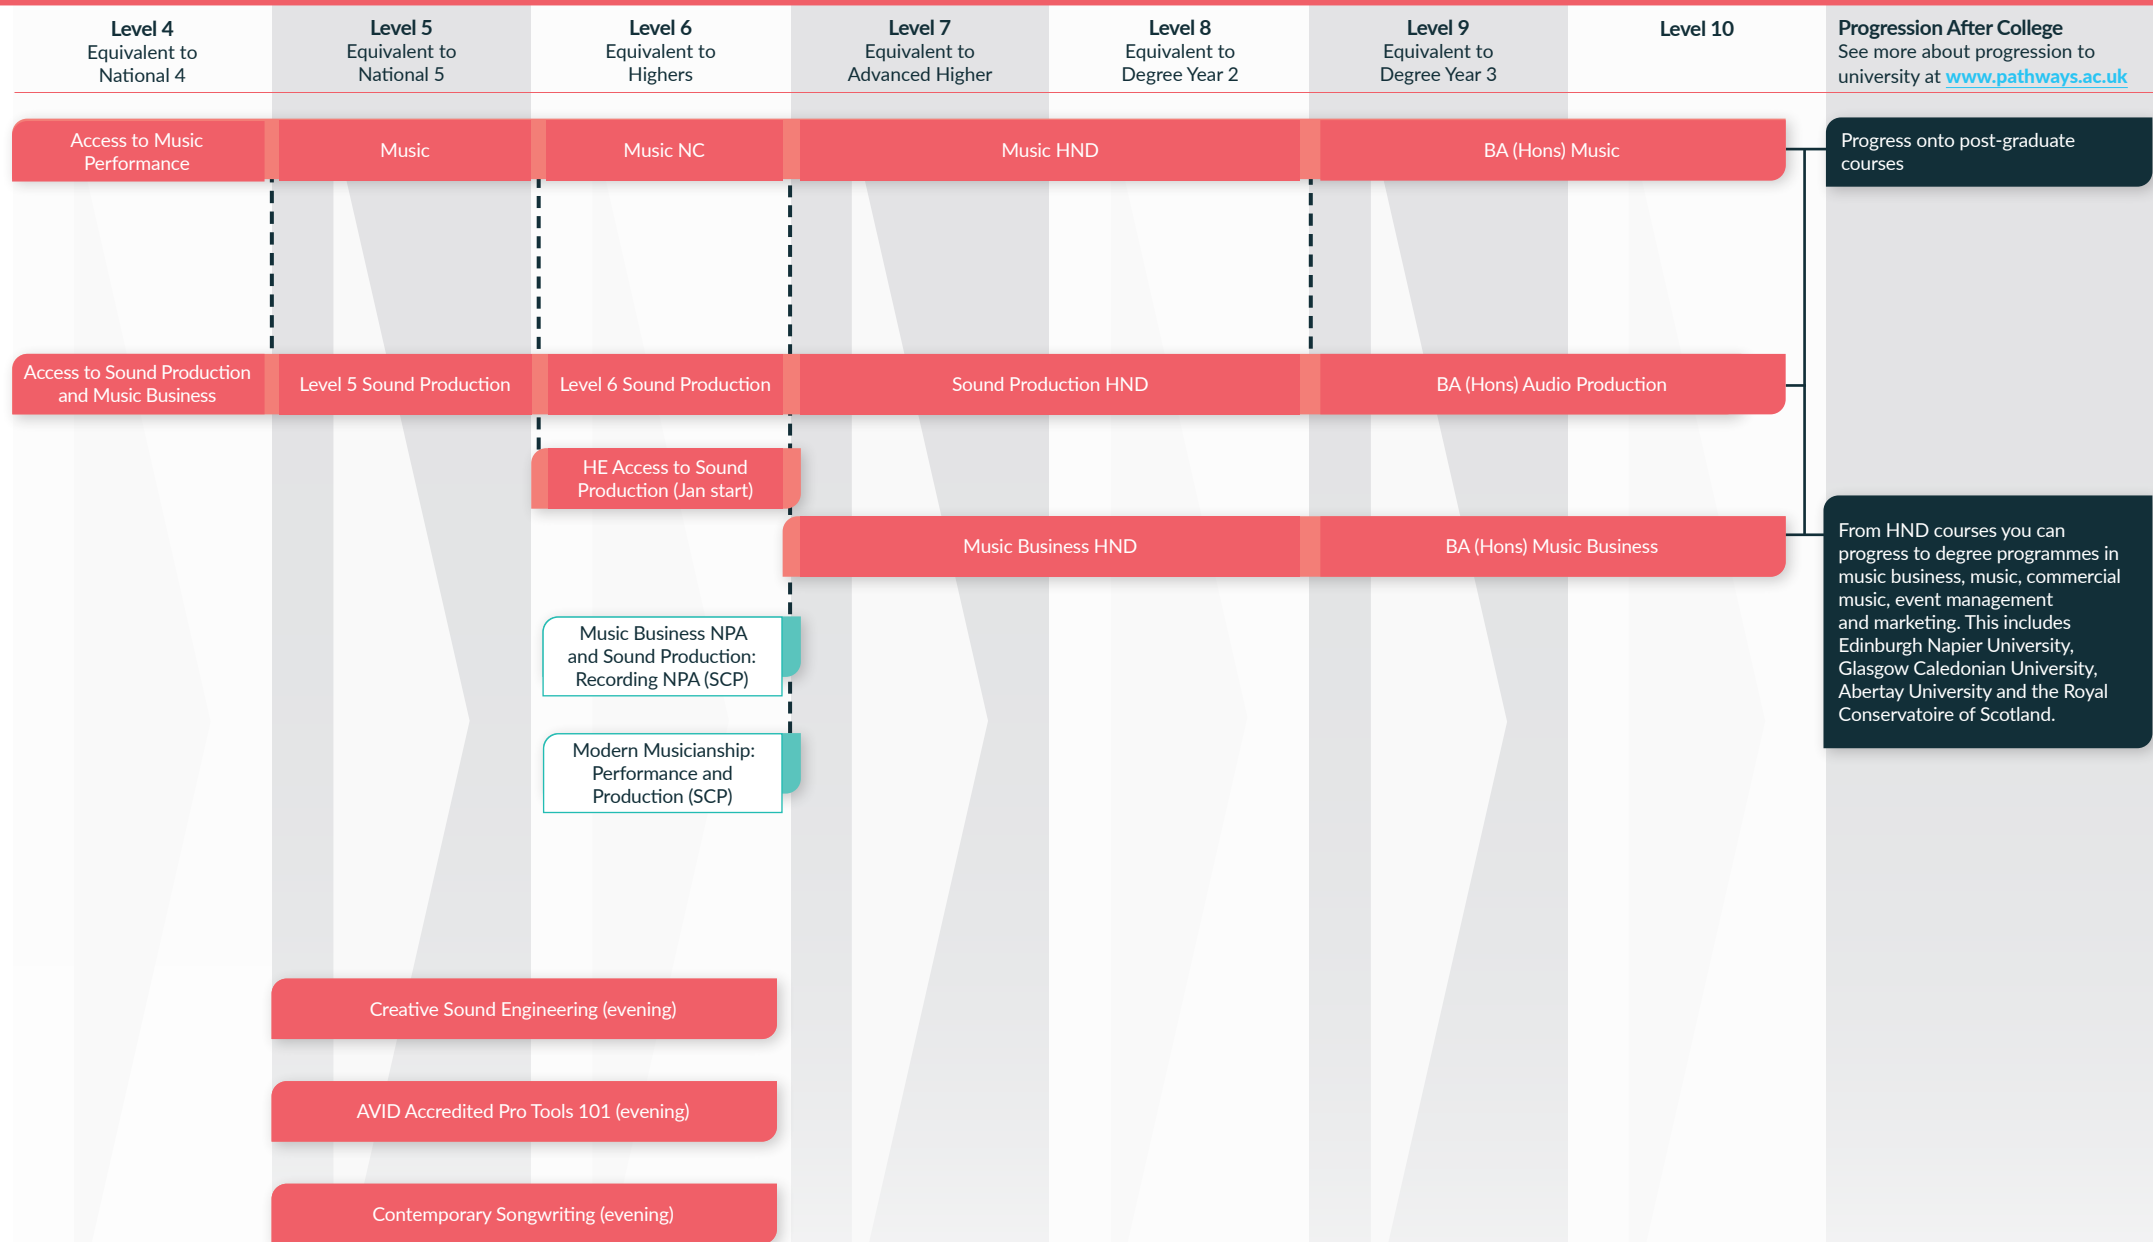 Level 4
Equivalent to
National 4
Level 5
Equivalent to
National 5
Level 6
Equivalent to
Highers
Level 7
Equivalent to
Advanced Higher
Level 8
Equivalent to
Degree Year 2
Level 9
Equivalent to
Degree Year 3
Level 10
Progression After College
See more about progression to
university at www.pathways.ac.uk
Access to Music
Performance
Music
Music NC
Music HND
BA (Hons) Music
Progress onto post-graduate
courses
Access to Sound Production
and Music Business
Level 5 Sound Production
Level 6 Sound Production
Sound Production HND
BA (Hons) Audio Production
HE Access to Sound
Production (Jan start)
Music Business HND
BA (Hons) Music Business
From HND courses you can
progress to degree programmes in
music business, music, commercial
music, event management
and marketing. This includes
Edinburgh Napier University,
Glasgow Caledonian University,
Abertay University and the Royal
Conservatoire of Scotland.
Music Business NPA
and Sound Production:
Recording NPA (SCP)
Modern Musicianship:
Performance and
Production (SCP)
Creative Sound Engineering (evening)
AVID Accredited Pro Tools 101 (evening)
Contemporary Songwriting (evening)